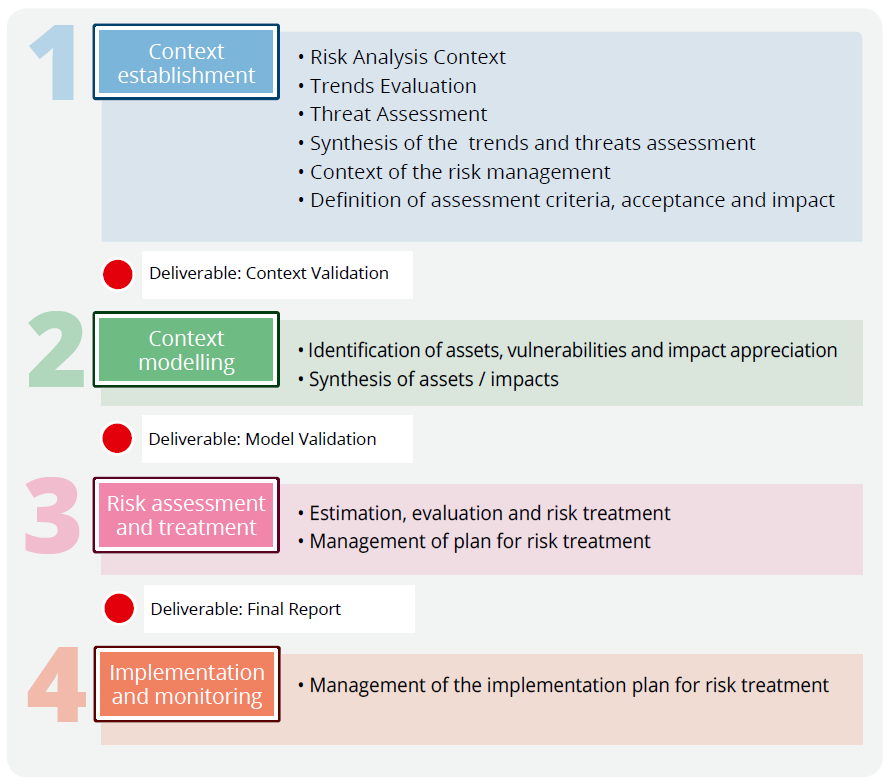 1
Context
establishment
• Risk Analysis Context
• Trends Evaluation
• Threat Assessment
• Synthesis of the  trends and threats assessment
• Context of the risk management
• Definition of assessment criteria, acceptance and impact
Deliverable: Context Validation
2
Context
modelling
• Identification of assets, vulnerabilities and impact appreciation
• Synthesis of assets / impacts
Deliverable: Model Validation
3
Risk assessment
and treatment
• Estimation, evaluation and risk treatment
• Management of plan for risk treatment
Deliverable: Final Report
4
Implementation
and monitoring
• Management of the implementation plan for risk treatment